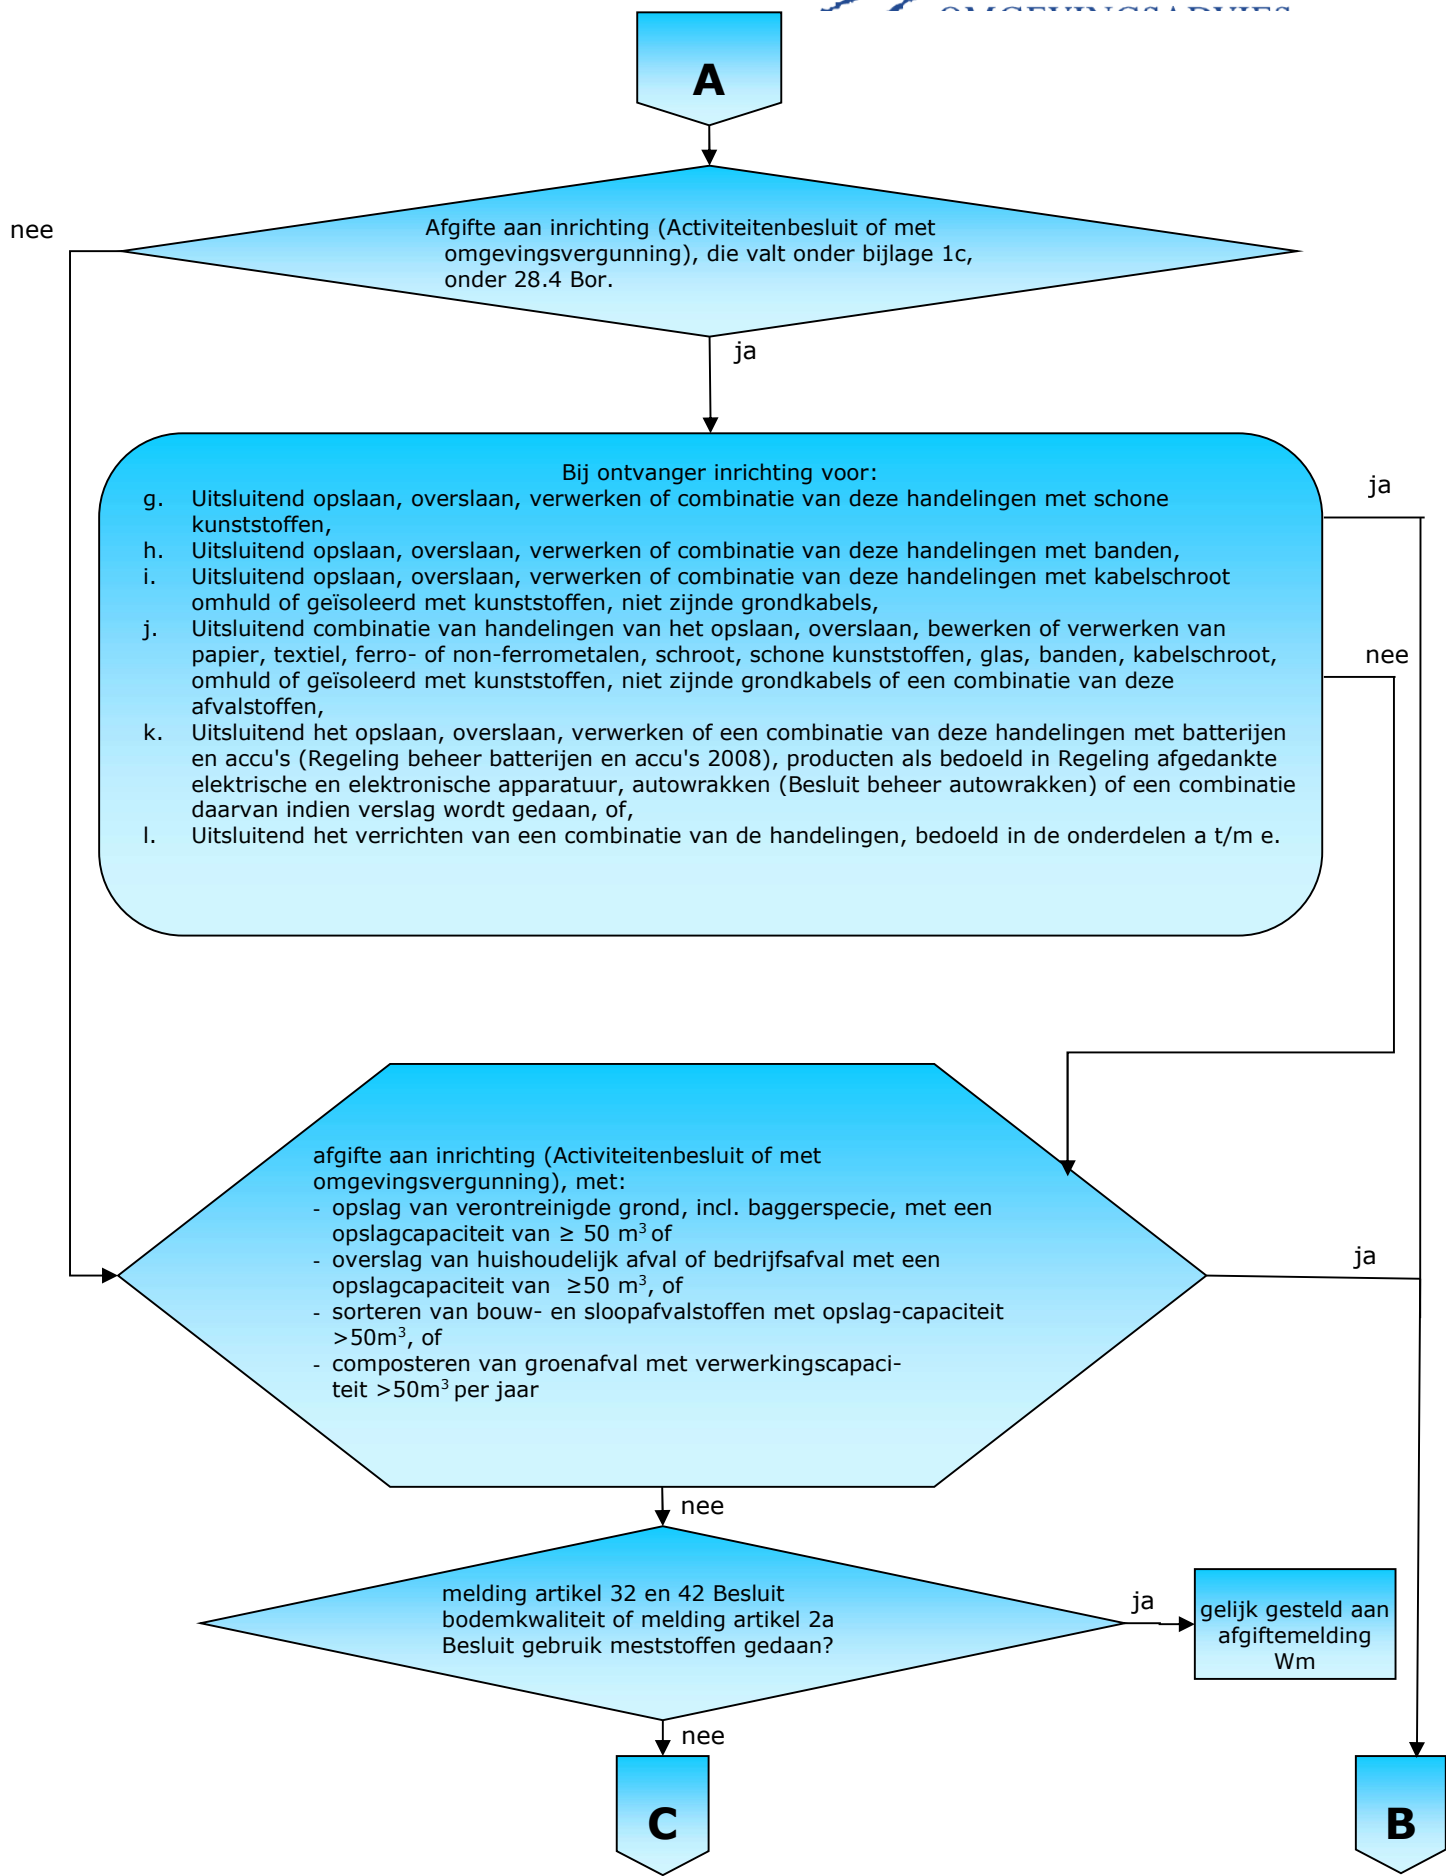 A
nee
Afgifte aan inrichting (Activiteitenbesluit of met
omgevingsvergunning), die valt onder bijlage 1c,
onder 28.4 Bor.
ja
Bij ontvanger inrichting voor:
g. Uitsluitend opslaan, overslaan, verwerken of combinatie van deze handelingen met schone
kunststoffen,
h. Uitsluitend opslaan, overslaan, verwerken of combinatie van deze handelingen met banden,
i. Uitsluitend opslaan, overslaan, verwerken of combinatie van deze handelingen met kabelschroot
omhuld of geïsoleerd met kunststoffen, niet zijnde grondkabels,
j. Uitsluitend combinatie van handelingen van het opslaan, overslaan, bewerken of verwerken van
papier, textiel, ferro- of non-ferrometalen, schroot, schone kunststoffen, glas, banden, kabelschroot,
omhuld of geïsoleerd met kunststoffen, niet zijnde grondkabels of een combinatie van deze
afvalstoffen,
k. Uitsluitend het opslaan, overslaan, verwerken of een combinatie van deze handelingen met batterijen
en accu's (Regeling beheer batterijen en accu's 2008), producten als bedoeld in Regeling afgedankte
elektrische en elektronische apparatuur, autowrakken (Besluit beheer autowrakken) of een combinatie
daarvan indien verslag wordt gedaan, of,
l. Uitsluitend het verrichten van een combinatie van de handelingen, bedoeld in de onderdelen a t/m e.
ja
nee
afgifte aan inrichting (Activiteitenbesluit of met
omgevingsvergunning), met:
- opslag van verontreinigde grond, incl. baggerspecie, met een
opslagcapaciteit van ≥ 50 m³ of
- overslag van huishoudelijk afval of bedrijfsafval met een
opslagcapaciteit van ≥50 m³, of
- sorteren van bouw- en sloopafvalstoffen met opslag-capaciteit
>50m³, of
- composteren van groenafval met verwerkingscapaci-
teit >50m³ per jaar
ja
nee
melding artikel 32 en 42 Besluit
bodemkwaliteit of melding artikel 2a
Besluit gebruik meststoffen gedaan?
ja
gelijk gesteld aan
afgiftemelding
Wm
nee
C
B